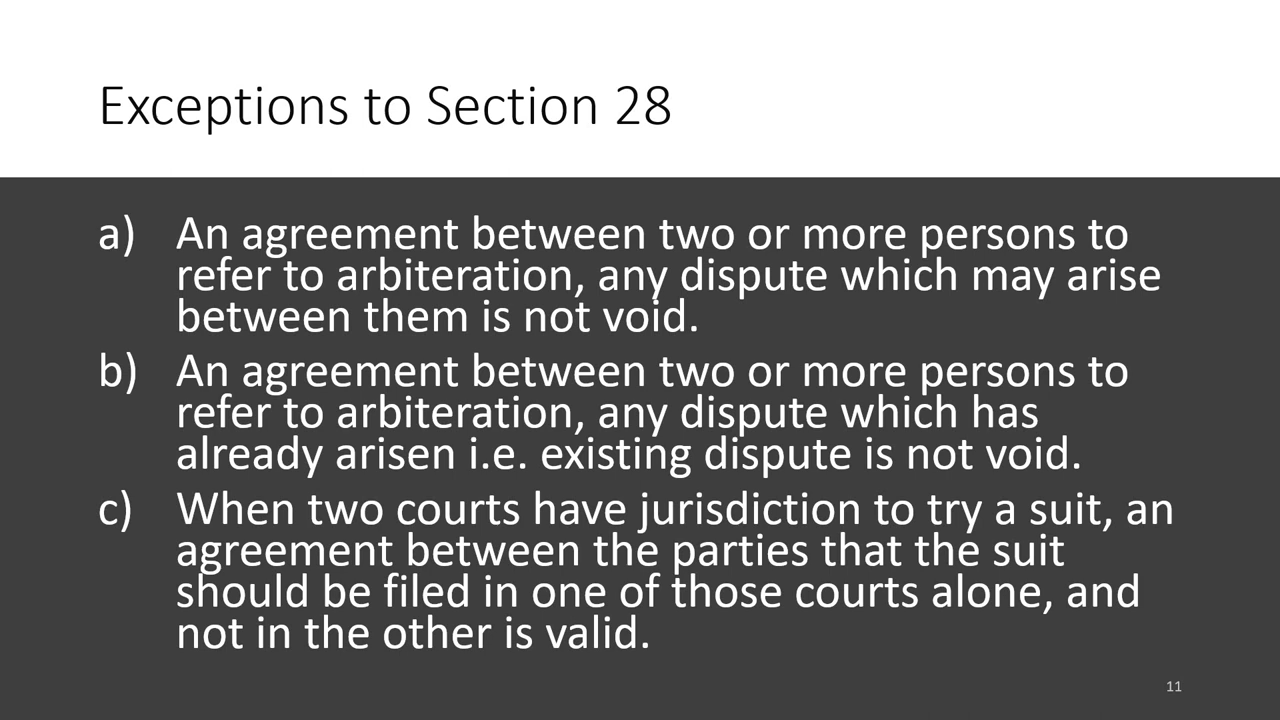 Exceptions to Section 28
a) An agreement between two or more persons to
refer to arbiteration, any dispute which may arise
between them is not void.
b) An agreement between two or more persons to
refer to arbiteration, any dispute which has
already arisen i.e. existing dispute is not void.
c) When two courts have jurisdiction to try a suit, an
agreement between the parties that the suit
should be filed in one of those courts alone, and
not in the other is valid.
11